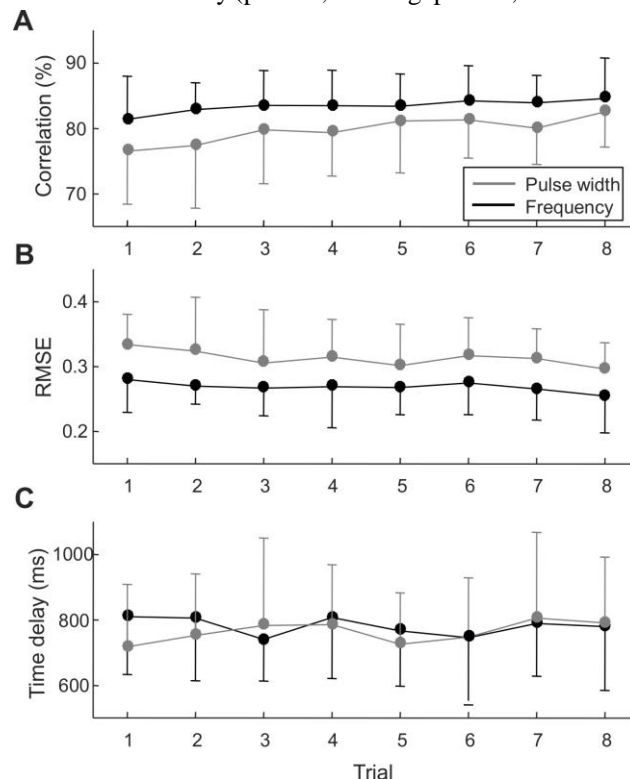 A
Correlation (%)
90
80
70
Pulse width
Frequency
1 2 3 4 5 6 7 8
B
RMSE
0.4
0.3
0.2
1 2 3 4 5 6 7 8
C
Time delay (ms)
1000
800
600
1 2 3 4 5 6 7 8
Trial